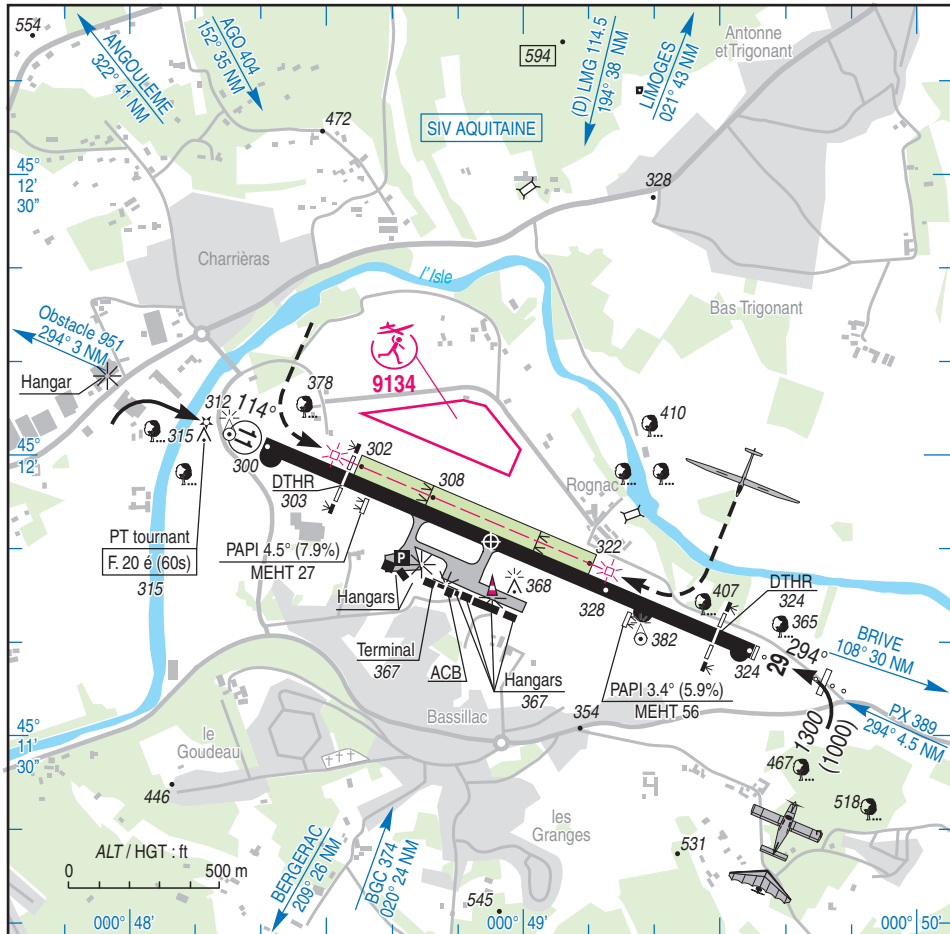 554
ANGOULEME
322° 41 NM
AGO 404
152° 35 NM
594
(D) LMG 114.5
194° 38 NM
LIMOGES
021° 43 NM
Antonne
et Trigonant
472
SIV AQUITAINE
45°
12'
30"
328
Charrièras
l'Isle
Bas Trigonant
Obstacle 951
294° 3 NM
Hangar
9134
378
312
114°
410
315
11
300
45°
12'
302
DTHR
303
308
Rognac
PT tournant
F. 20 é (60s)
315
PAPI 4.5° (7.9%)
MEHT 27
322
P
Hangars
368
328
407
DTHR
324
365
382
Terminal
367
ACB
Hangars
367
324
29
294°
BRIVE
108° 30 NM
PAPI 3.4° (5.9%)
MEHT 56
Bassillac
354
PX 389
294° 4.5 NM
1300
(1000)
45°
11'
30"
le
Goudeau
446
467
518
les
Granges
531
ALT / HGT : ft
0 500 m
BERGERAC
209° 26 NM
BGC 374
020° 24 NM
545
000° 48'
000° 49'
000° 50'